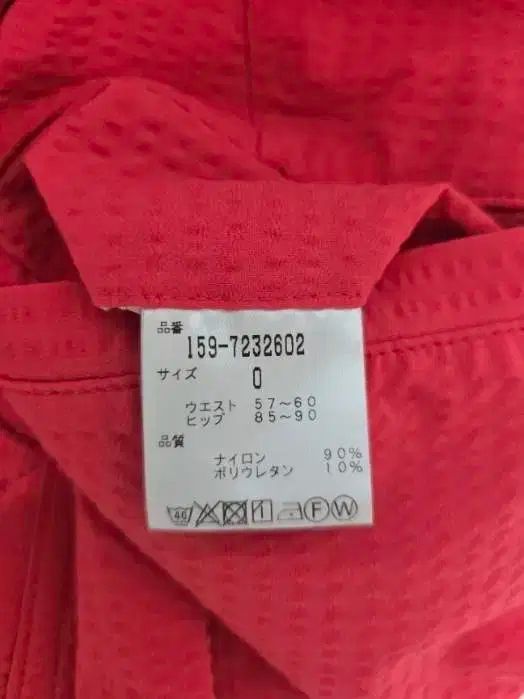 品番
159-7232602
サイズ
0
ウエスト 57～60
ヒップ 85～90
品質
ナイロン 90%
ポリウレタン 10%
40 F W